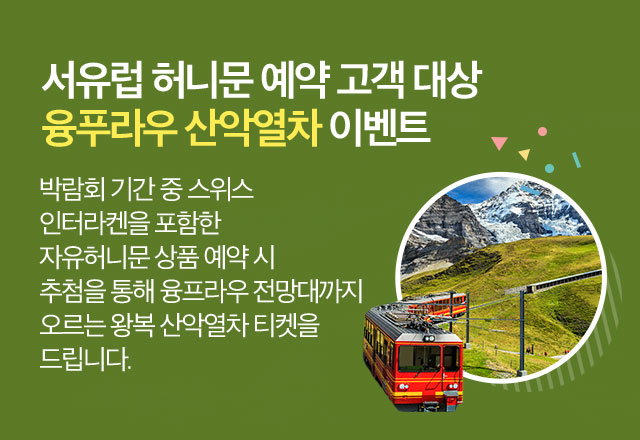 서유럽 허니문 예약 고객 대상
융푸라우 산악열차 이벤트
박람회 기간 중 스위스
인터라켄을 포함한
자유허니문 상품 예약 시
추첨을 통해 융프라우 전망대까지
오르는 왕복 산악열차 티켓을
드립니다.